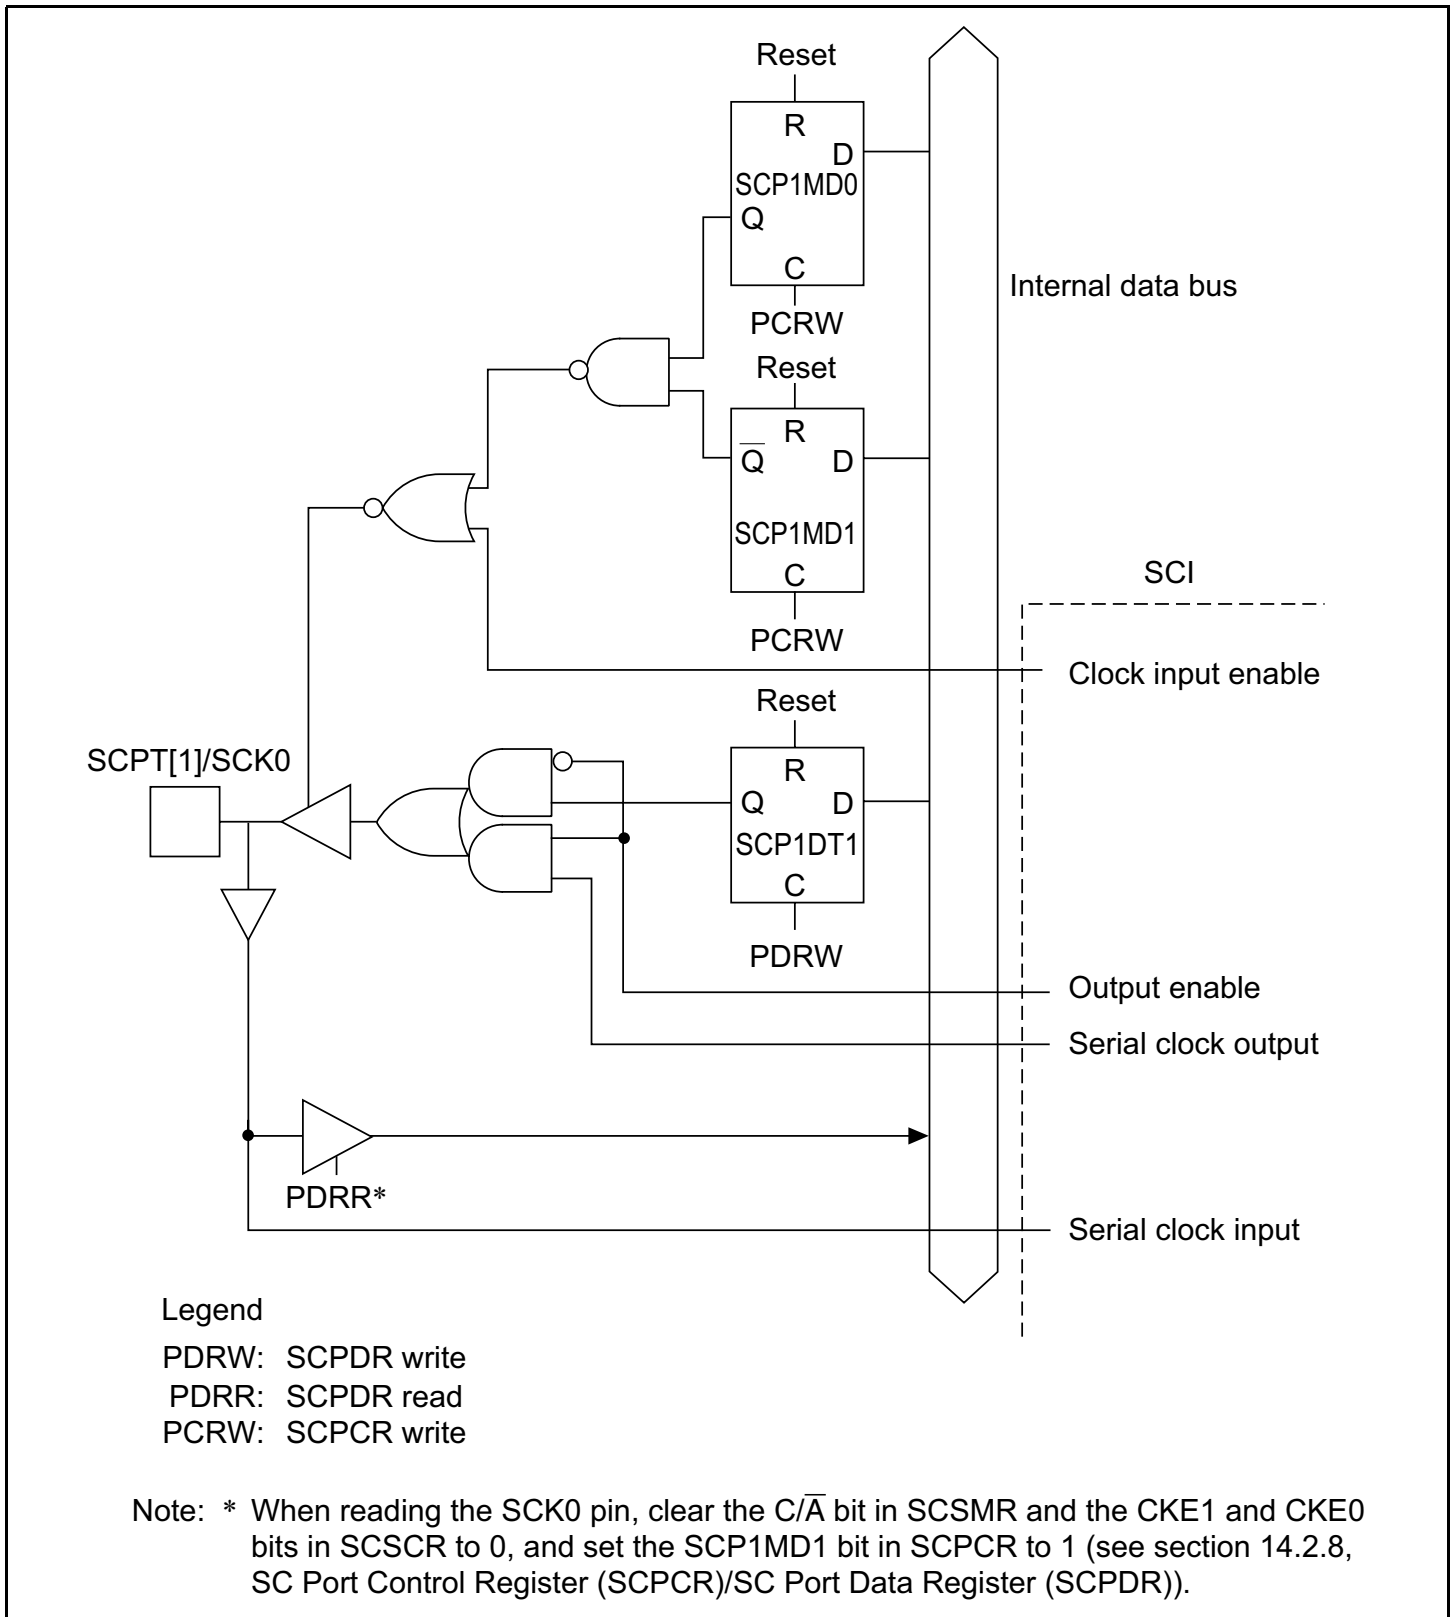 Reset
R
D
SCP1MD0
Q
C
PCRW
Internal data bus
Reset
R
Q̅ D
SCP1MD1
C
PCRW
SCI
Clock input enable
Reset
SCPT[1]/SCK0
R
Q D
SCP1DT1
C
PDRW
Output enable
Serial clock output
PDRR*
Serial clock input
Legend
PDRW: SCPDR write
PDRR: SCPDR read
PCRW: SCPCR write
Note: * When reading the SCK0 pin, clear the C/A̅ bit in SCSMR and the CKE1 and CKE0
bits in SCSCR to 0, and set the SCP1MD1 bit in SCPCR to 1 (see section 14.2.8,
SC Port Control Register (SCPCR)/SC Port Data Register (SCPDR)).